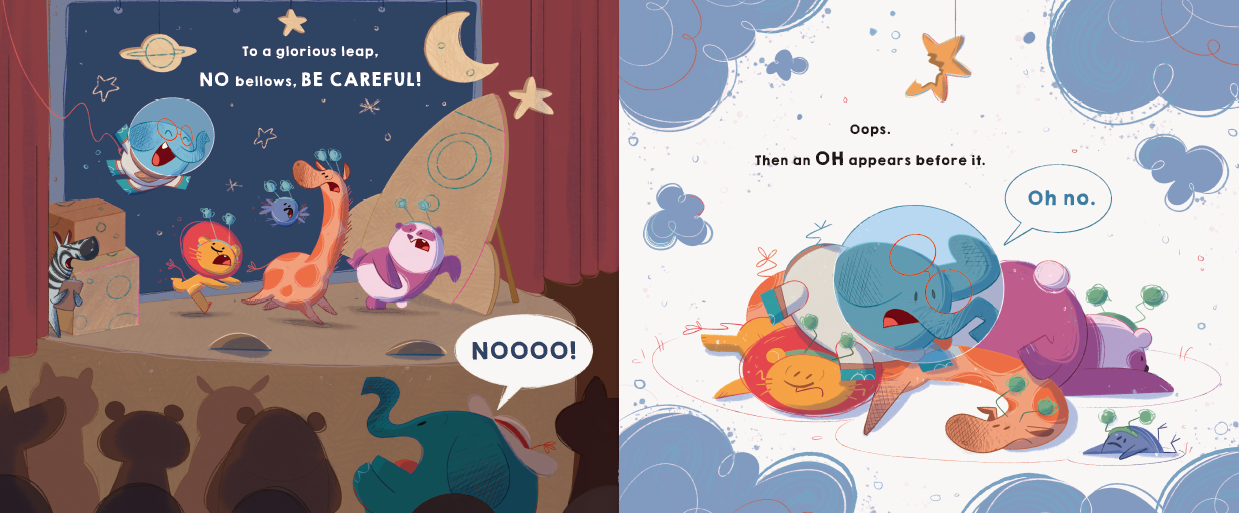 To a glorious leap,
NO bellows, BE CAREFUL!
NOOOO!
Oops.
Then an OH appears before it.
Oh no.